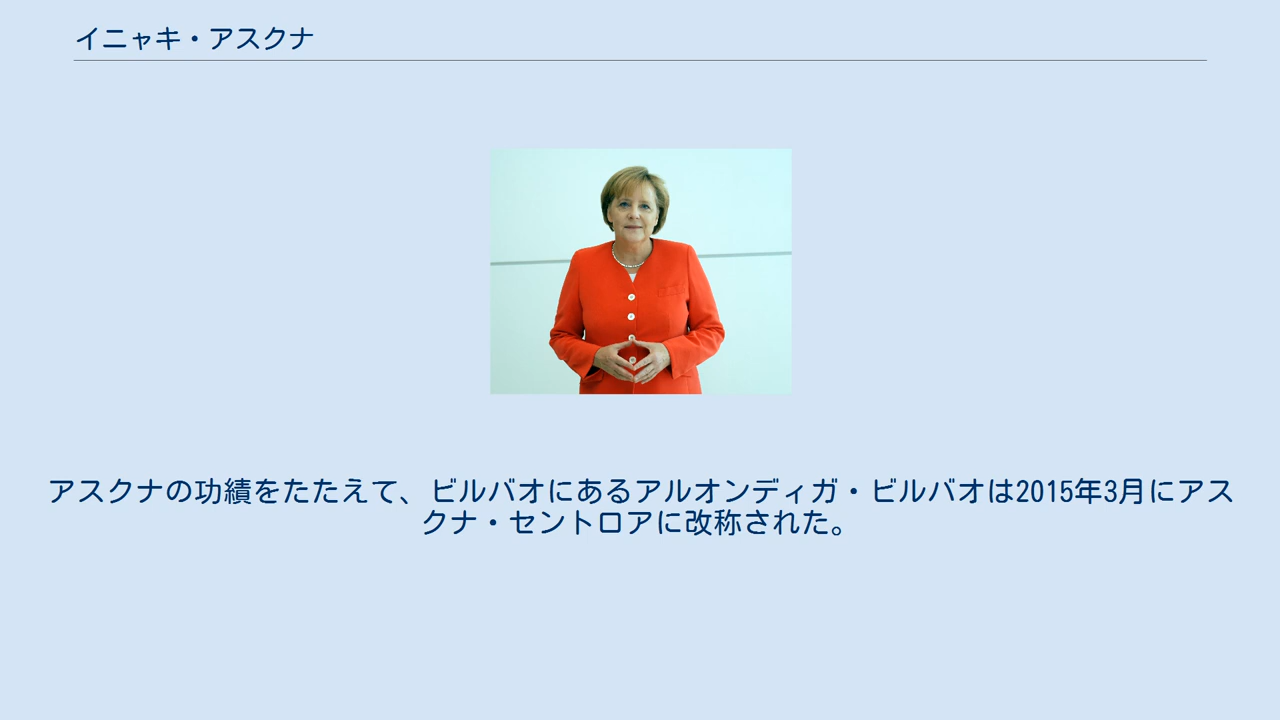 イニャキ・アスクナ
アスクナの功績をたたえて、ビルバオにあるアルオンディガ・ビルバオは2015年3月にアス
クナ・セントロアに改称された。